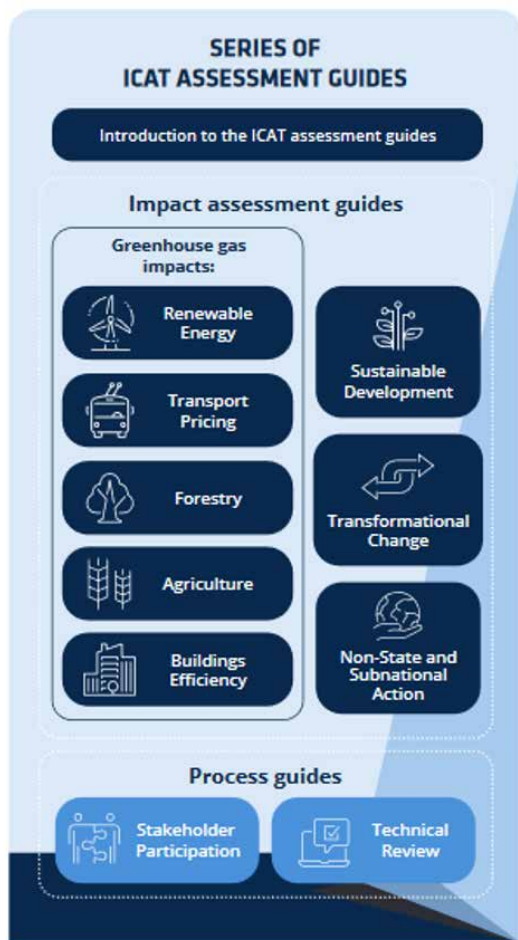 SERIES OF
ICAT ASSESSMENT GUIDES
Introduction to the ICAT assessment guides
Impact assessment guides
Greenhouse gas
impacts:
Renewable
Energy
Transport
Pricing
Forestry
Agriculture
Buildings
Efficiency
Sustainable
Development
Transformational
Change
Non-State and
Subnational
Action
Process guides
Stakeholder
Participation
Technical
Review